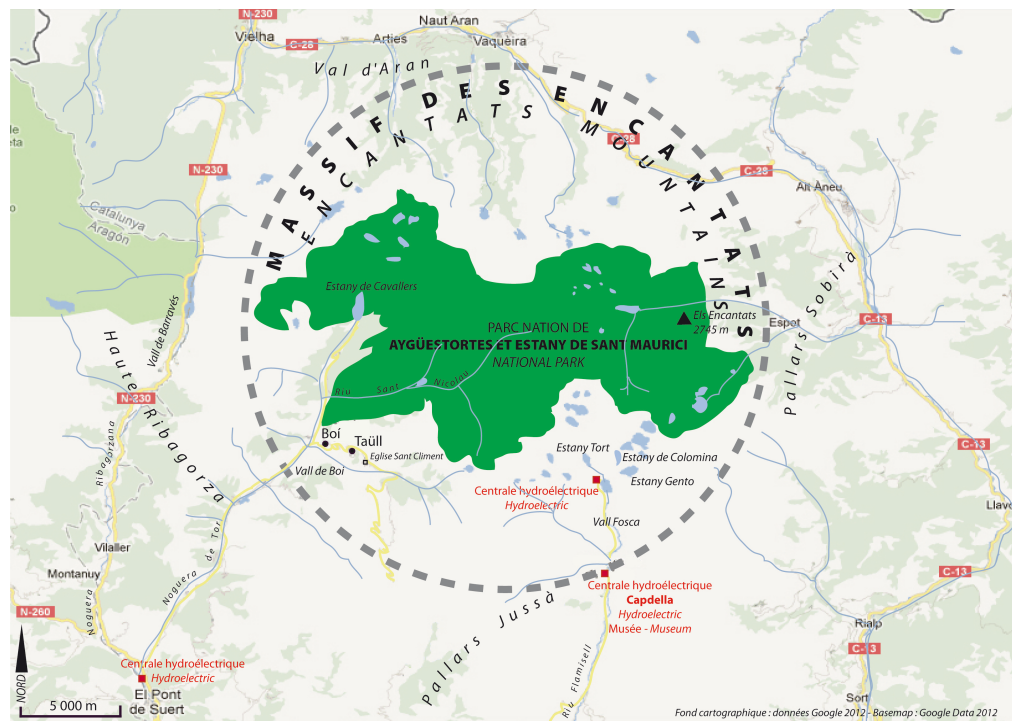 N-230
Naut Aran
Vielha
C-28
Arties
Vaquèira
Val d'Aran
MASSIF DES ENCANTATS
ENCANTATS MOUNTAINS
C-28
N-230
C-28
Alt Àneu
Catalunya
Aragón
Estany de Cavallers
Els Encantats
2745 m
Espot
C-13
Pallars Sobirà
Vall de Barravés
PARC NATION DE
AYGÜESTORTES ET ESTANY DE SANT MAURICI
NATIONAL PARK
Haute Ribagorza
N-230
Riu Sant Nicolau
Boí
Taüll
Eglise Sant Climent
Vall de Boi
Ribagorzana
Estany Tort
Estany de Colomina
Estany Gento
C-13
Centrale hydroélectrique
Hydroelectric
Vall Fosca
Llavo
Noguera de Tor
Vilaller
Montanuy
N-260
Noguera
C-13
Centrale hydroélectrique
Capdella
Hydroelectric
Musée - Museum
Pallars Jussà
Rialp
C-13
Riu Flamisell
Centrale hydroélectrique
Hydroelectric
El Pont
de Suert
Sort
NORD
5 000 m
Fond cartographique : données Google 2012 - Basemap : Google Data 2012